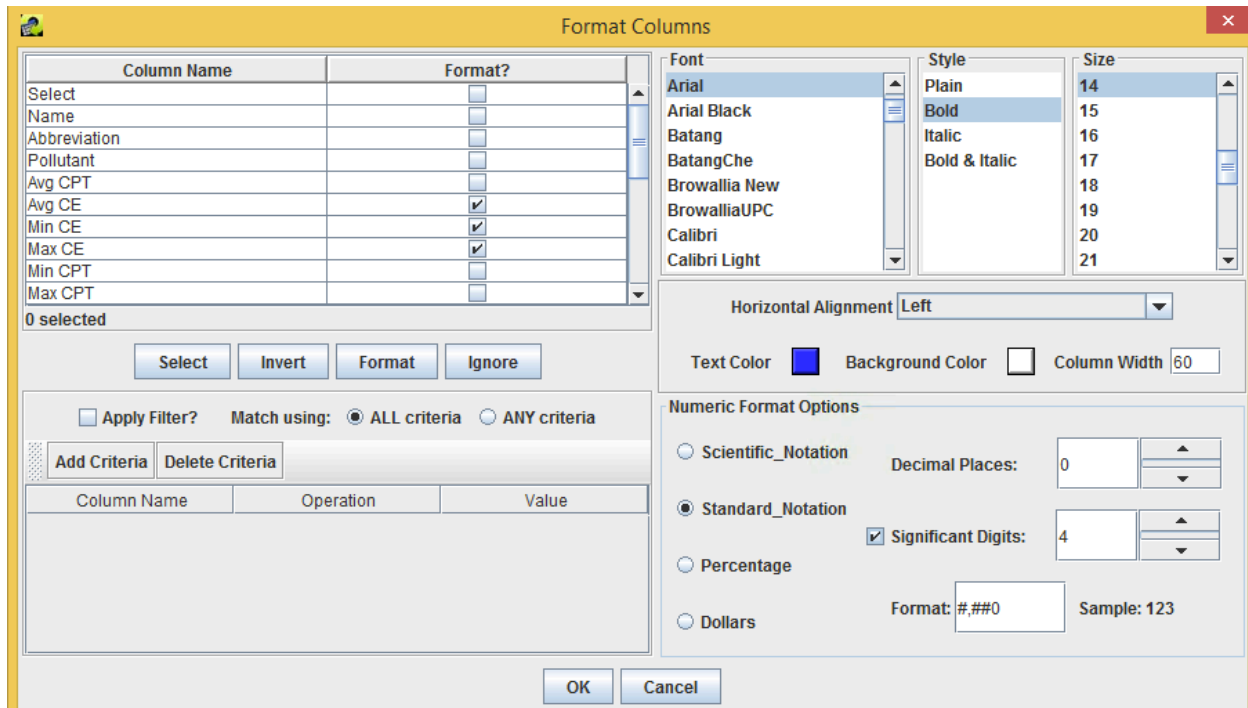 Format Columns
Column Name Format?
Select
Name
Abbreviation
Pollutant
Avg CPT
Avg CE
Min CE
Max CE
Min CPT
Max CPT
0 selected
Select Invert Format Ignore
Apply Filter? Match using: ALL criteria ANY criteria
Add Criteria Delete Criteria
Column Name Operation Value
Font
Arial
Arial Black
Batang
BatangChe
Browallia New
BrowalliaUPC
Calibri
Calibri Light
Style
Plain
Bold
Italic
Bold & Italic
Size
14
15
16
17
18
19
20
21
Horizontal Alignment Left
Text Color Background Color Column Width 60
Numeric Format Options
Scientific_Notation
Standard_Notation
Percentage
Dollars
Decimal Places: 0
Significant Digits: 4
Format: #,##0 Sample: 123
OK Cancel